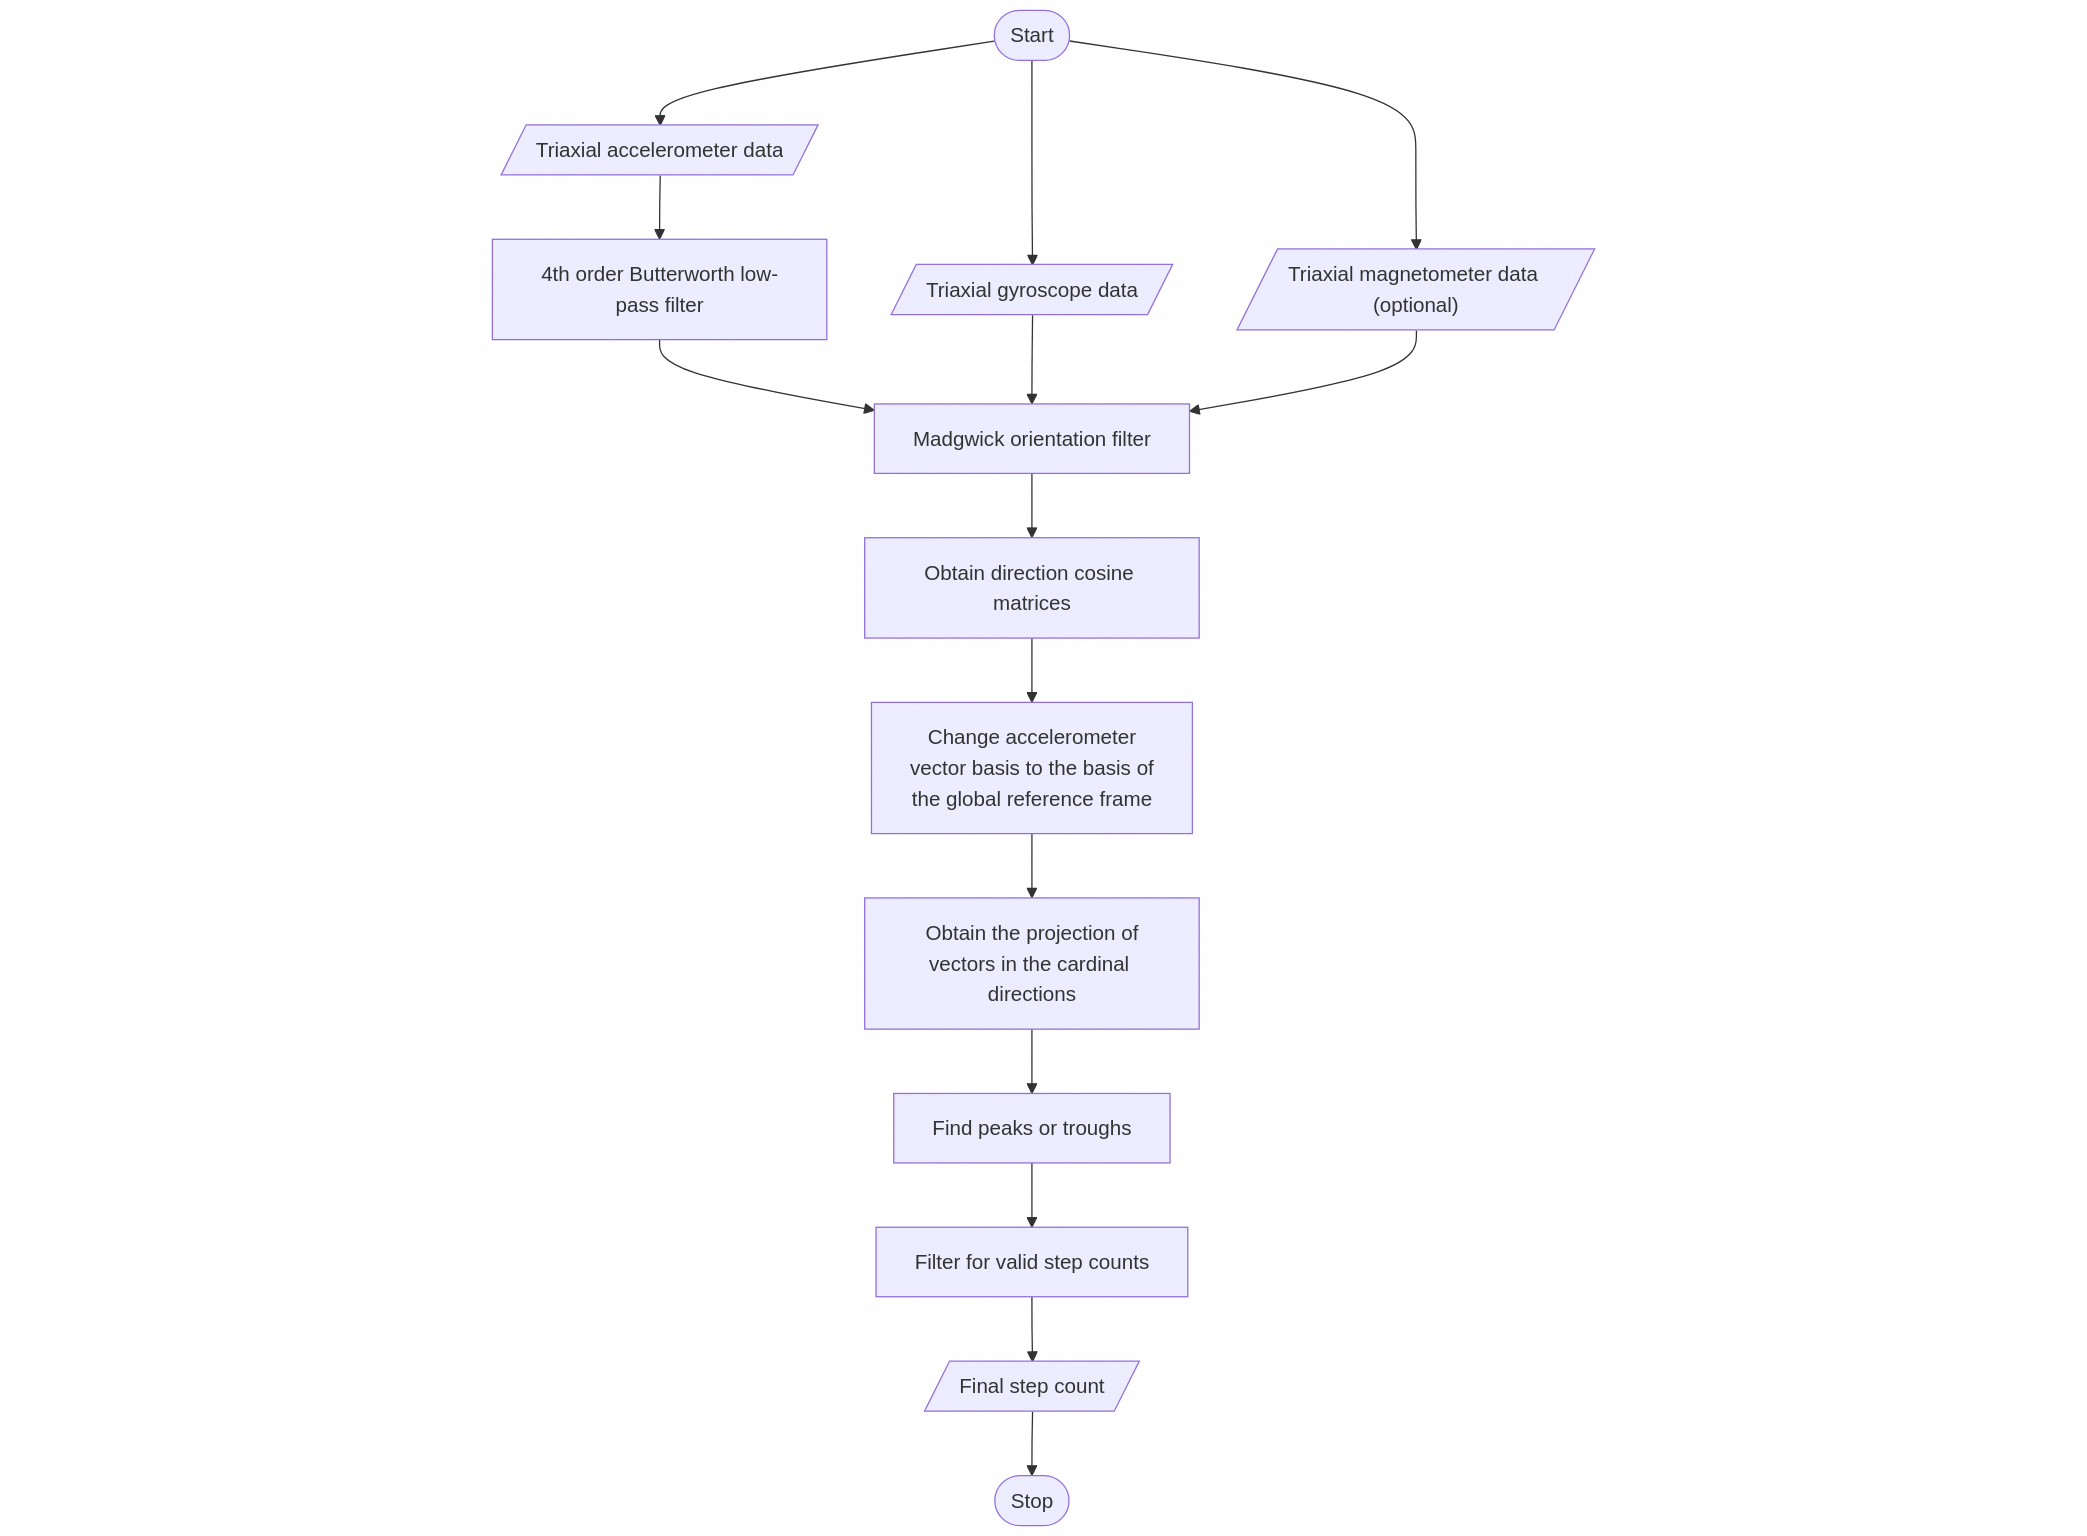 Start
Triaxial accelerometer data
4th order Butterworth low-
pass filter
Triaxial gyroscope data
Triaxial magnetometer data
(optional)
Madgwick orientation filter
Obtain direction cosine
matrices
Change accelerometer
vector basis to the basis of
the global reference frame
Obtain the projection of
vectors in the cardinal
directions
Find peaks or troughs
Filter for valid step counts
Final step count
Stop